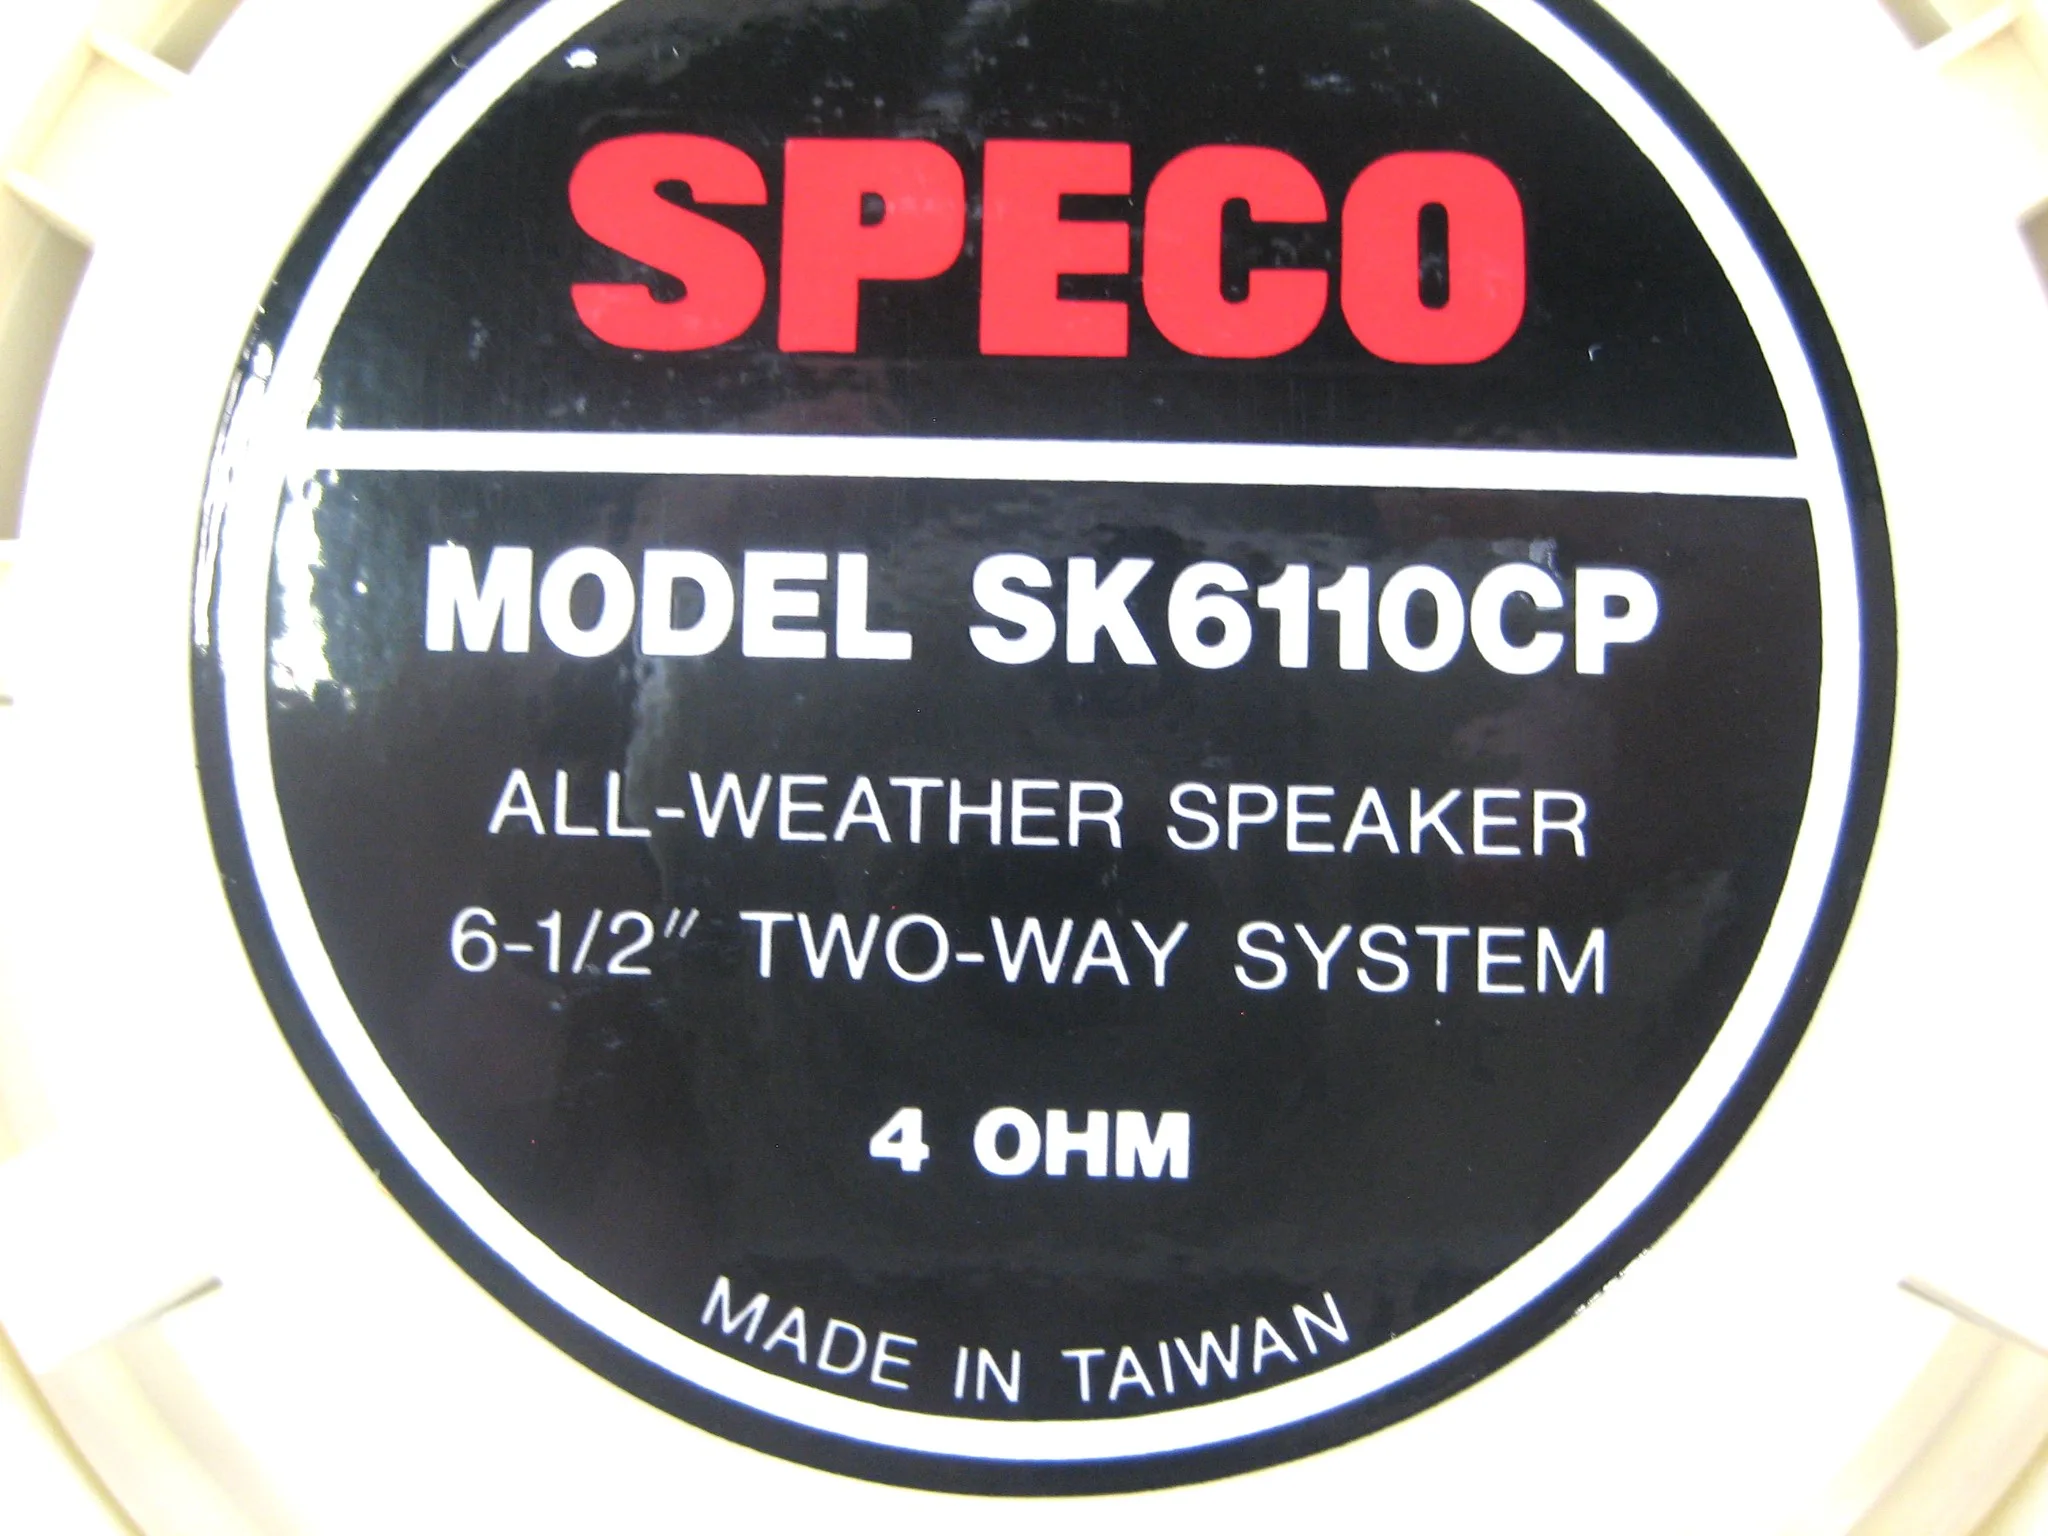 SPECO
MODEL SK6110CP
ALL-WEATHER SPEAKER
6-1/2" TWO-WAY SYSTEM
4 OHM
MADE IN TAIWAN